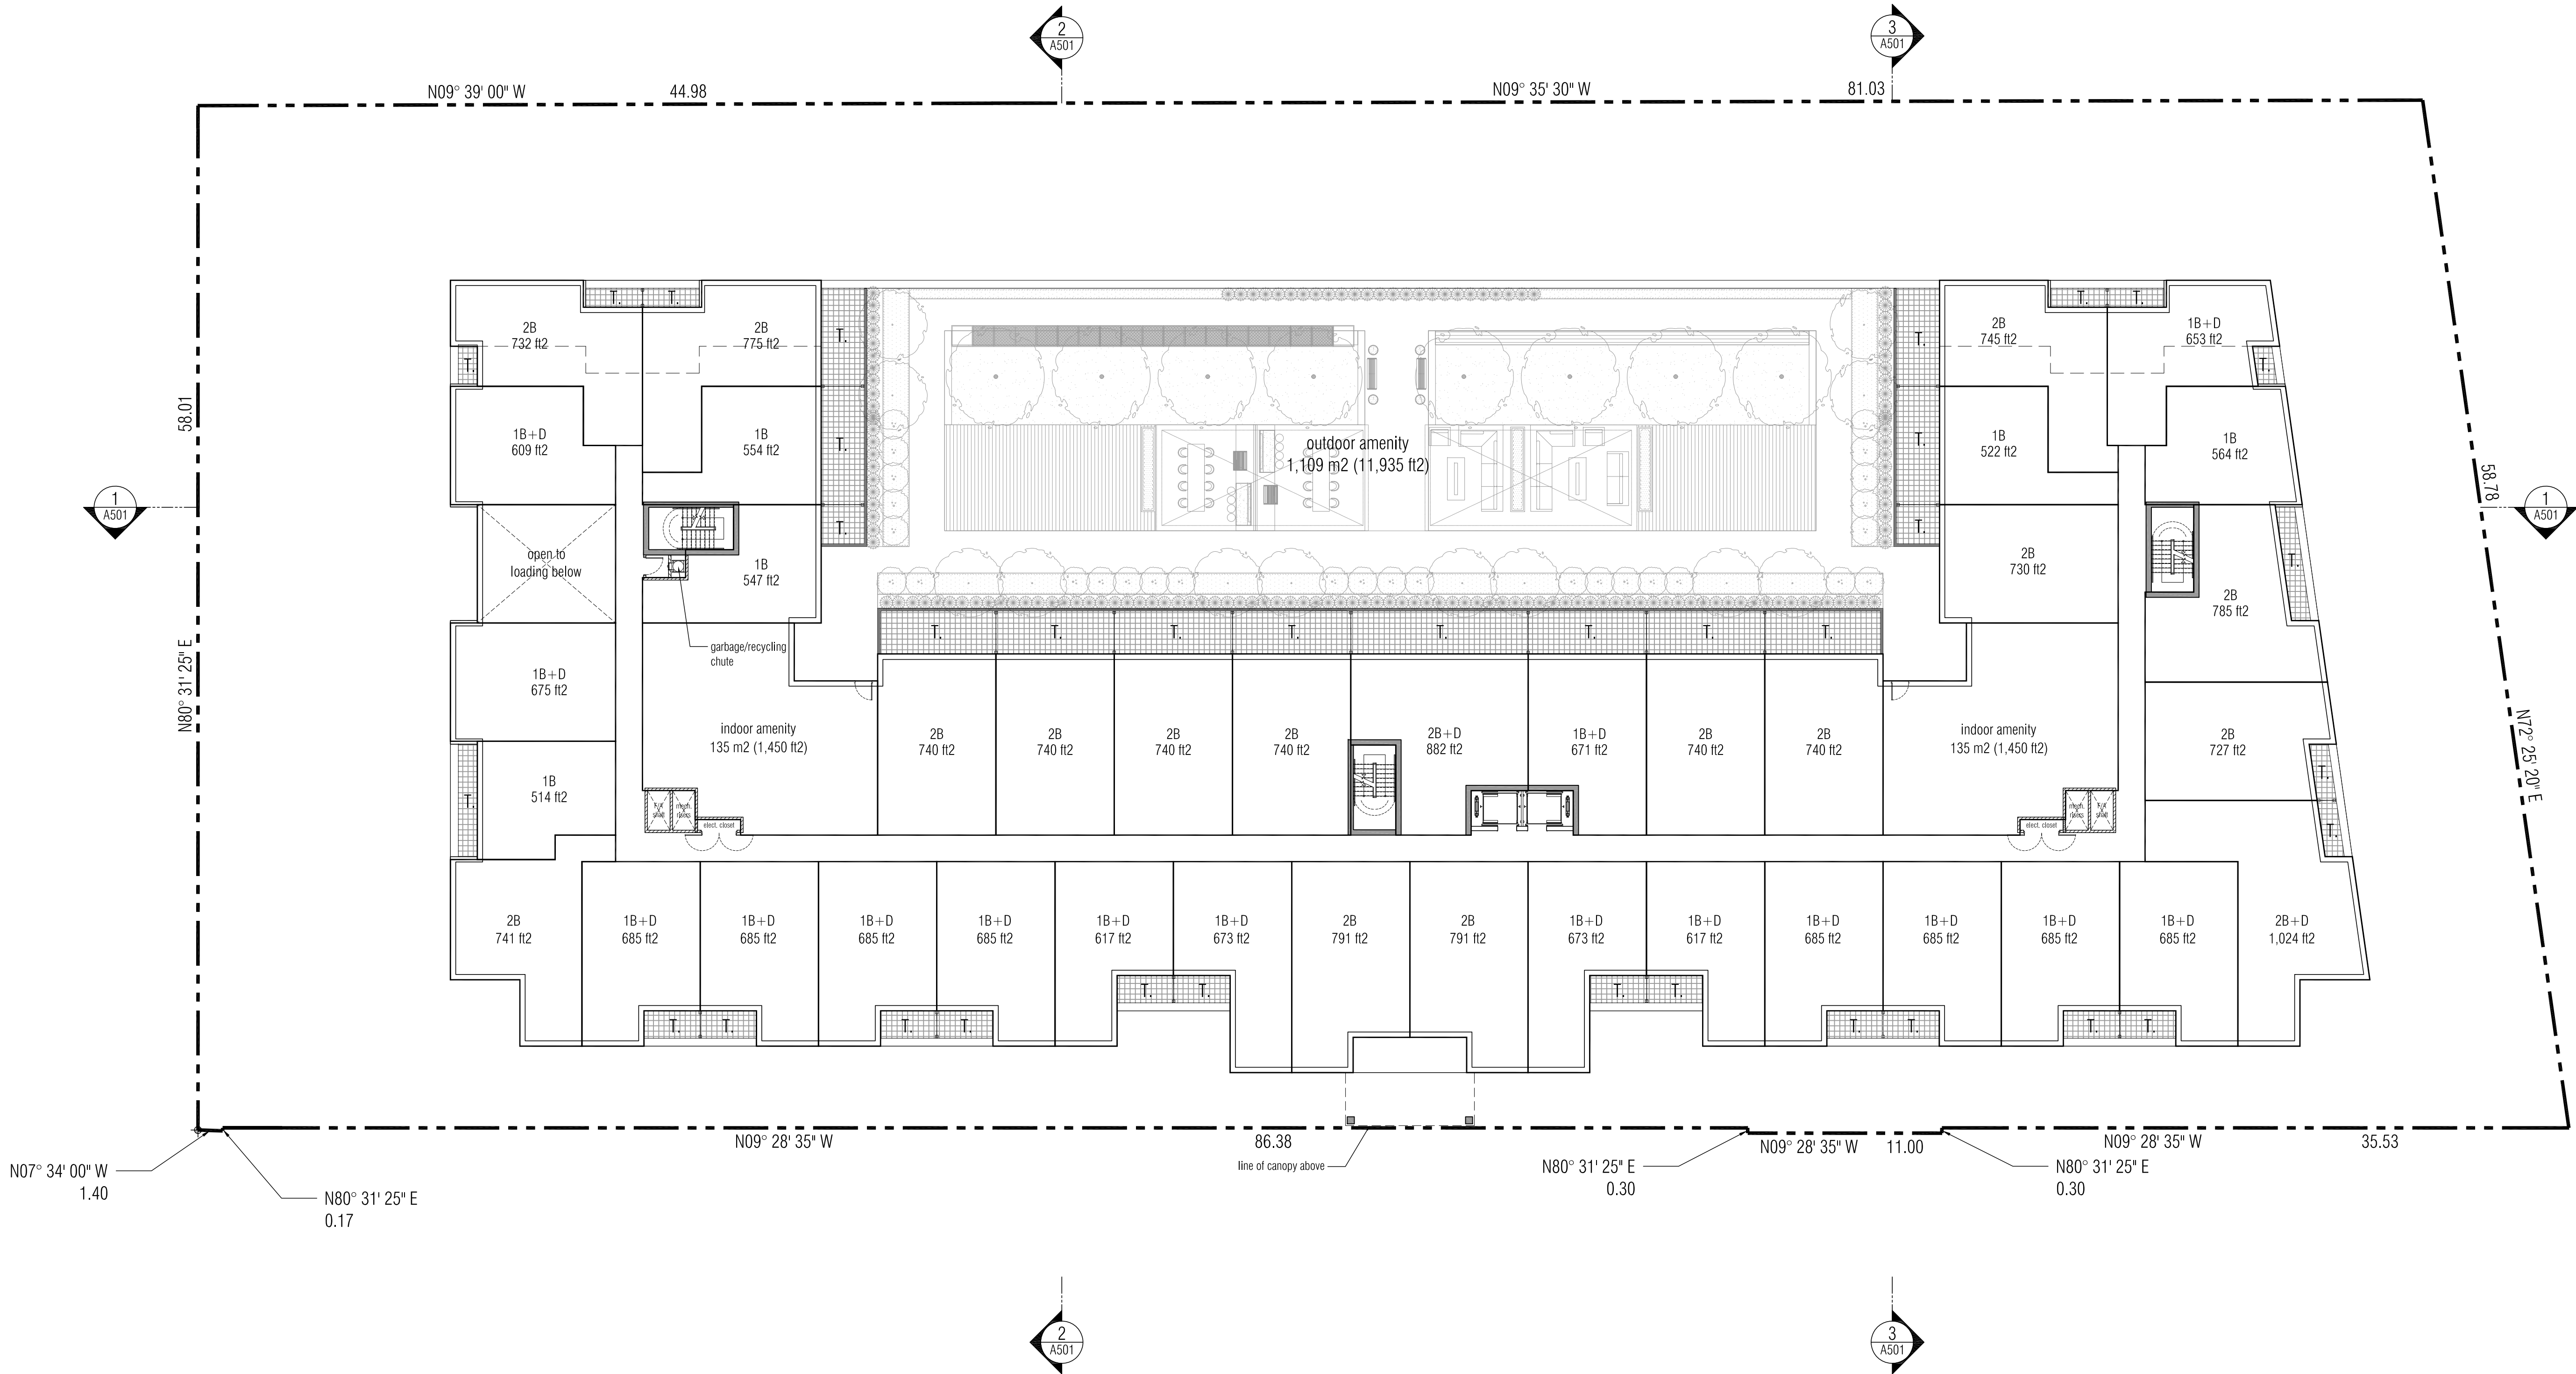 2
A501
3
A501
N09° 39' 00" W
44.98
N09° 35' 30" W
81.03
T.
T.
T.
T.
2B
732 ft2
2B
775 ft2
T.
T.
2B
745 ft2
1B+D
653 ft2
T.
T.
58.01
1B+D
609 ft2
1B
554 ft2
T.
outdoor amenity
1,109 m2 (11,935 ft2)
T.
1B
522 ft2
1B
564 ft2
58.78
1
A501
1
A501
T.
T.
open to
loading below
1B
547 ft2
2B
730 ft2
T.
2B
785 ft2
N80° 31' 25" E
garbage/recycling
chute
T.
T.
T.
T.
T.
T.
T.
T.
1B+D
675 ft2
indoor amenity
135 m2 (1,450 ft2)
2B
740 ft2
2B
740 ft2
2B
740 ft2
2B
740 ft2
2B+D
882 ft2
1B+D
671 ft2
2B
740 ft2
2B
740 ft2
indoor amenity
135 m2 (1,450 ft2)
2B
727 ft2
N72° 25' 20" E
T.
T.
T.
1B
514 ft2
shaft
mech.
risers
elect. closet
elect. closet
mech.
risers
shaft
2B
741 ft2
1B+D
685 ft2
1B+D
685 ft2
1B+D
685 ft2
1B+D
685 ft2
1B+D
617 ft2
1B+D
673 ft2
2B
791 ft2
2B
791 ft2
1B+D
673 ft2
1B+D
617 ft2
1B+D
685 ft2
1B+D
685 ft2
1B+D
685 ft2
1B+D
685 ft2
2B+D
1,024 ft2
T.
T.
T.
T.
T.
T.
T.
T.
T.
T.
T.
T.
N09° 28' 35" W
86.38
N09° 28' 35" W
11.00
N09° 28' 35" W
35.53
line of canopy above
N07° 34' 00" W
1.40
N80° 31' 25" E
0.17
N80° 31' 25" E
0.30
N80° 31' 25" E
0.30
2
A501
3
A501